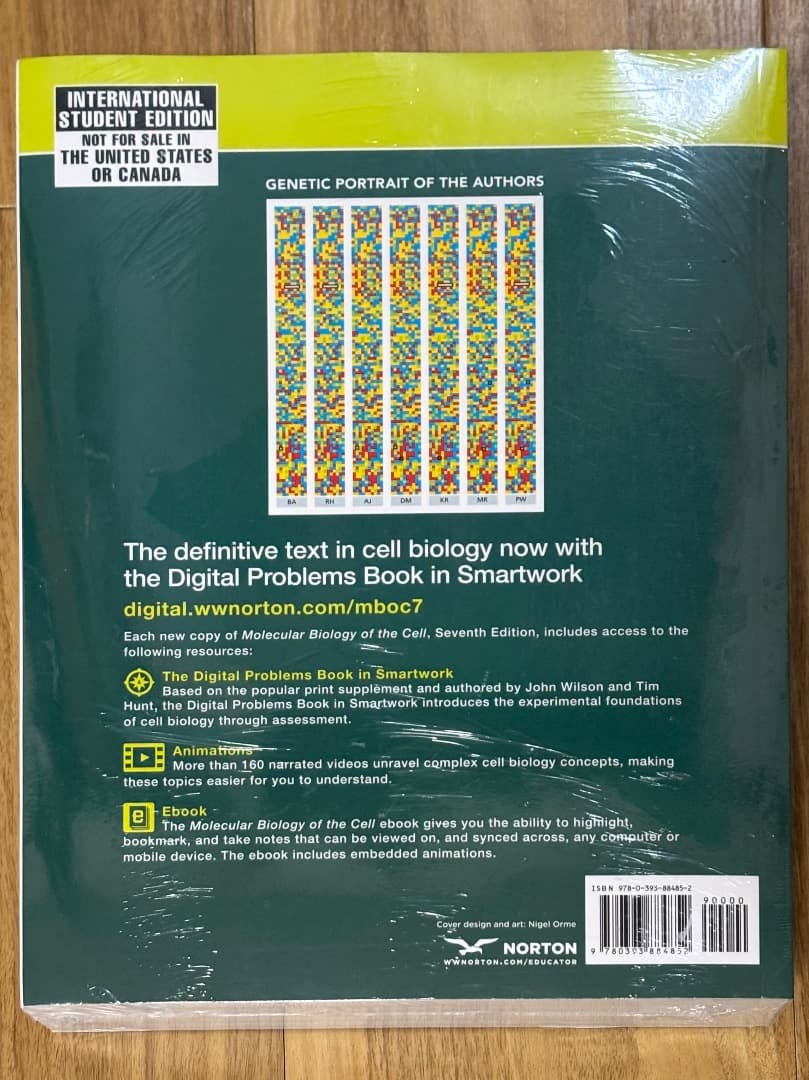 INTERNATIONAL
STUDENT EDITION
NOT FOR SALE IN
THE UNITED STATES
OR CANADA
GENETIC PORTRAIT OF THE AUTHORS
BA RH AJ DM KR MR PW
The definitive text in cell biology now with
the Digital Problems Book in Smartwork
digital.wwnorton.com/mboc7
Each new copy of Molecular Biology of the Cell, Seventh Edition, includes access to the
following resources:
The Digital Problems Book in Smartwork
Based on the popular print supplement and authored by John Wilson and Tim
Hunt, the Digital Problems Book in Smartwork introduces the experimental foundations
of cell biology through assessment.
Animations
More than 160 narrated videos unravel complex cell biology concepts, making
these topics easier for you to understand.
e
Ebook
The Molecular Biology of the Cell ebook gives you the ability to highlight,
bookmark, and take notes that can be viewed on, and synced across, any computer or
mobile device. The ebook includes embedded animations.
ISBN 978-0-393-88485-2
90000
9 780393 884852
Cover design and art: Nigel Orme
NORTON
WWNORTON.COM/EDUCATOR